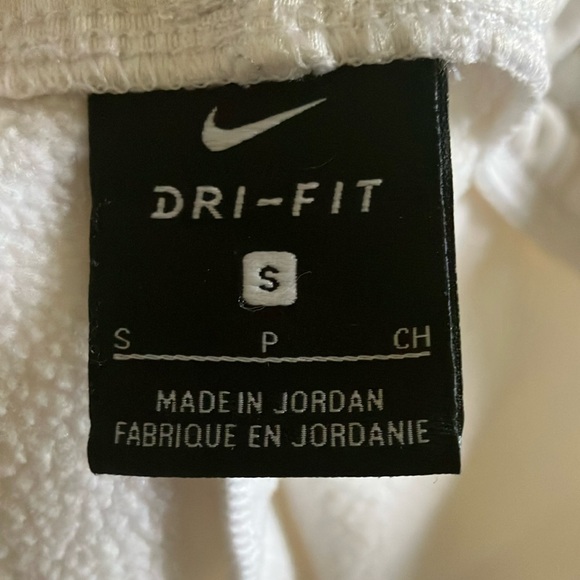 DRI-FIT
S
S P CH
MADE IN JORDAN
FABRIQUE EN JORDANIE